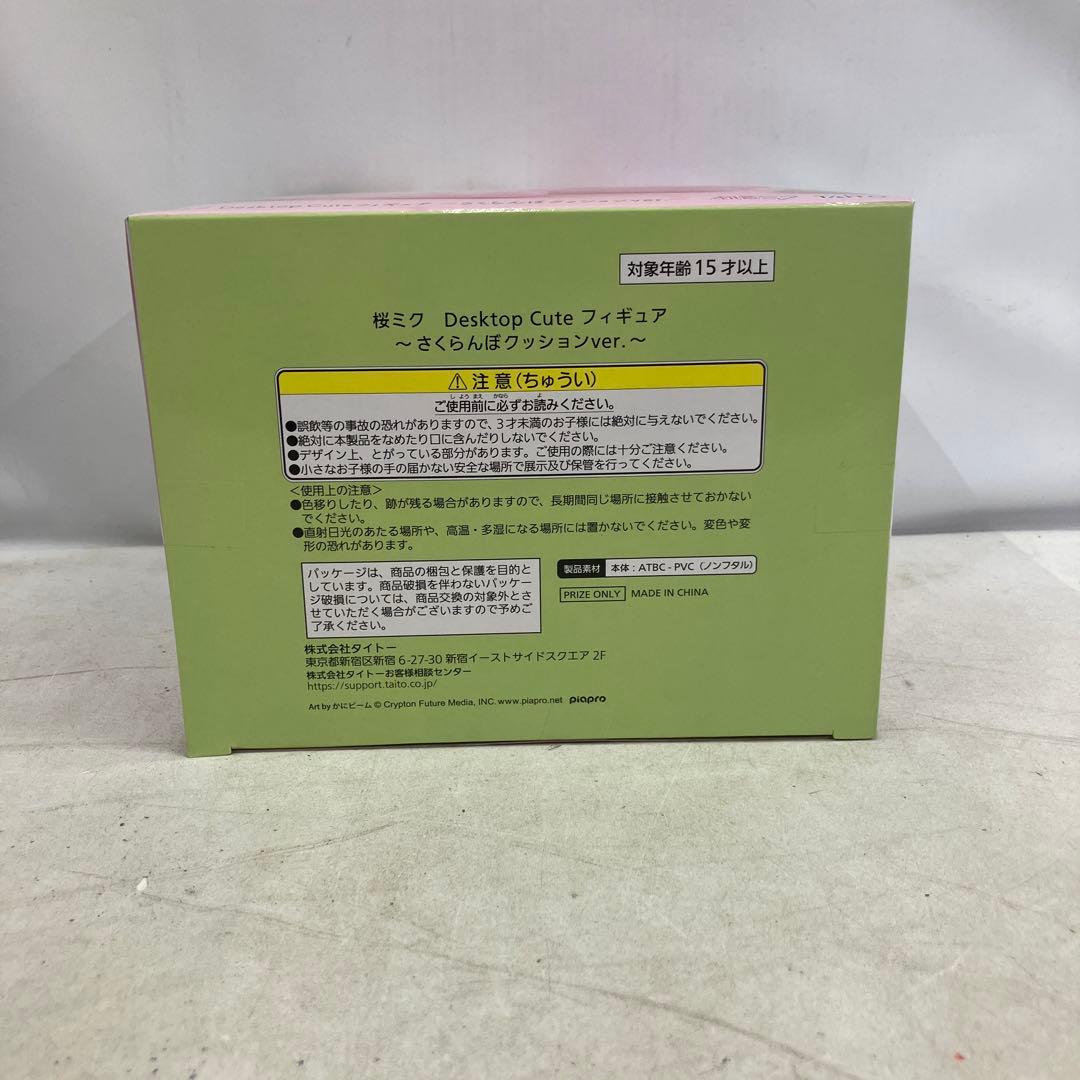 Desktop Cute フィギュア ～さくらんぼクッションver.～
対象年齢15才以上
桜ミク Desktop Cute フィギュア
～さくらんぼクッションver.～
⚠注意(ちゅうい)
ご使用前に必ずお読みください。
●誤飲等の事故の恐れがありますので、3才未満のお子様には絶対に与えないでください。
●絶対に本製品をなめたり口に含んだりしないでください。
●デザイン上、とがっている部分があります。ご使用の際には十分ご注意ください。
●小さなお子様の手の届かない安全な場所で展示及び保管を行ってください。
＜使用上の注意＞
●色移りしたり、跡が残る場合がありますので、長期間同じ場所に接触させておかない
でください。
●直射日光のあたる場所や、高温・多湿になる場所には置かないでください。変色や変
形の恐れがあります。
パッケージは、商品の梱包と保護を目的と
しています。商品破損を伴わないパッケー
ジ破損については、商品交換の対象外とさ
せていただく場合がございますので予めご
了承ください。
製品素材 本体：ATBC-PVC（ノンフタル）
PRIZE ONLY MADE IN CHINA
株式会社タイトー
東京都新宿区新宿6-27-30 新宿イーストサイドスクエア 2F
株式会社タイトーお客様相談センター
https://support.taito.co.jp/
Art by かにビーム © Crypton Future Media, INC. www.piapro.net piapro